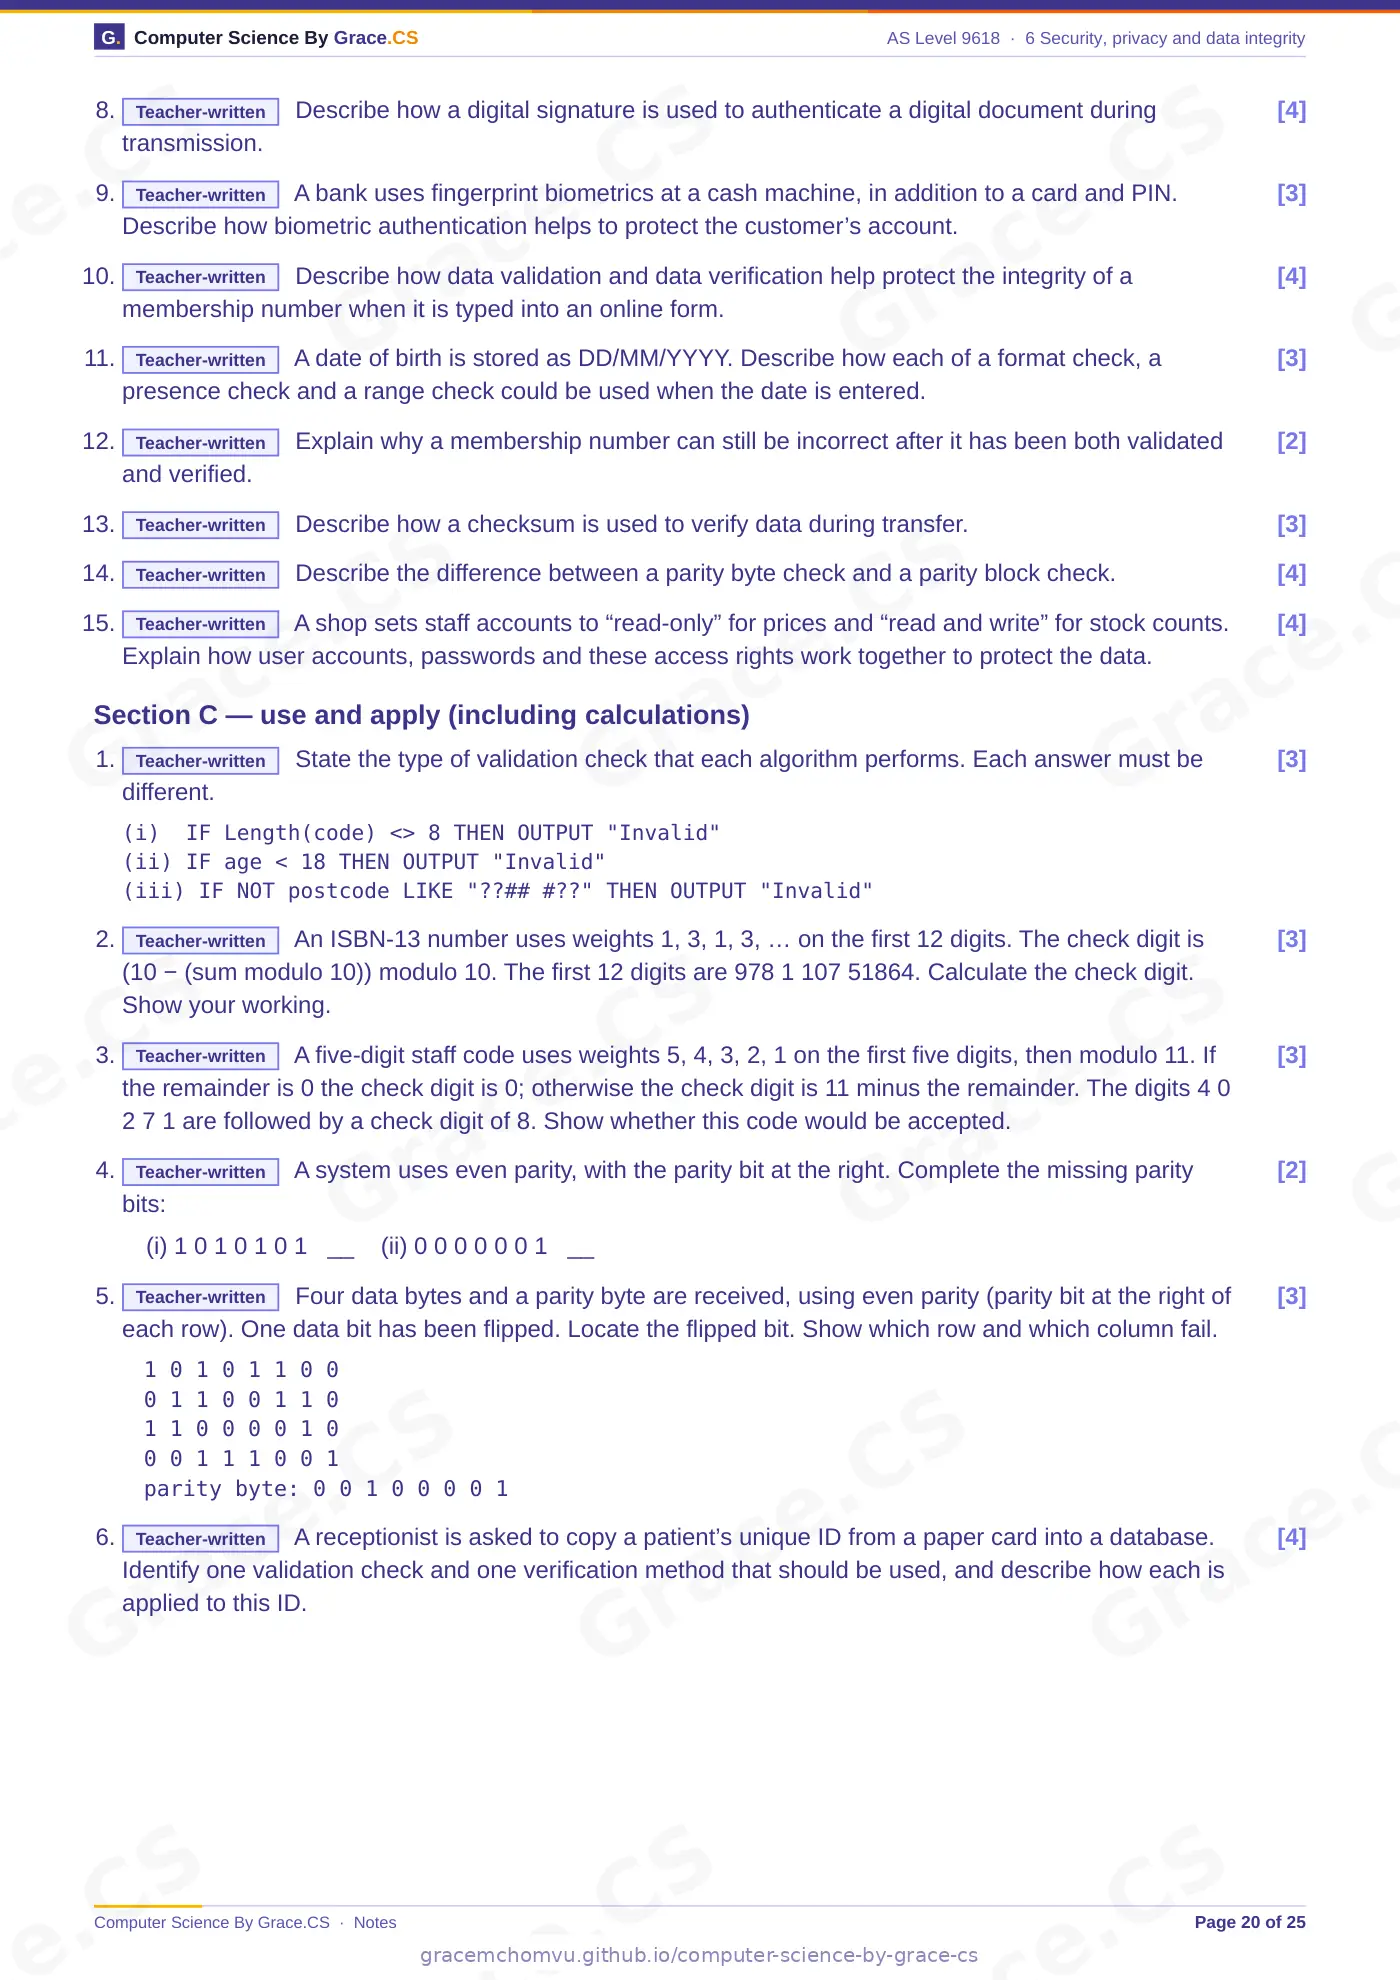 G. Computer Science By Grace.CS
AS Level 9618 · 6 Security, privacy and data integrity
8. Teacher-written Describe how a digital signature is used to authenticate a digital document during [4]
transmission.
9. Teacher-written A bank uses fingerprint biometrics at a cash machine, in addition to a card and PIN. [3]
Describe how biometric authentication helps to protect the customer’s account.
10. Teacher-written Describe how data validation and data verification help protect the integrity of a [4]
membership number when it is typed into an online form.
11. Teacher-written A date of birth is stored as DD/MM/YYYY. Describe how each of a format check, a [3]
presence check and a range check could be used when the date is entered.
12. Teacher-written Explain why a membership number can still be incorrect after it has been both validated [2]
and verified.
13. Teacher-written Describe how a checksum is used to verify data during transfer. [3]
14. Teacher-written Describe the difference between a parity byte check and a parity block check. [4]
15. Teacher-written A shop sets staff accounts to “read-only” for prices and “read and write” for stock counts. [4]
Explain how user accounts, passwords and these access rights work together to protect the data.
Section C — use and apply (including calculations)
1. Teacher-written State the type of validation check that each algorithm performs. Each answer must be [3]
different.
(i) IF Length(code) <> 8 THEN OUTPUT "Invalid"
(ii) IF age < 18 THEN OUTPUT "Invalid"
(iii) IF NOT postcode LIKE "??## #??" THEN OUTPUT "Invalid"
2. Teacher-written An ISBN-13 number uses weights 1, 3, 1, 3, … on the first 12 digits. The check digit is [3]
(10 − (sum modulo 10)) modulo 10. The first 12 digits are 978 1 107 51864. Calculate the check digit.
Show your working.
3. Teacher-written A five-digit staff code uses weights 5, 4, 3, 2, 1 on the first five digits, then modulo 11. If [3]
the remainder is 0 the check digit is 0; otherwise the check digit is 11 minus the remainder. The digits 4 0
2 7 1 are followed by a check digit of 8. Show whether this code would be accepted.
4. Teacher-written A system uses even parity, with the parity bit at the right. Complete the missing parity [2]
bits:
(i) 1 0 1 0 1 0 1 __ (ii) 0 0 0 0 0 0 1 __
5. Teacher-written Four data bytes and a parity byte are received, using even parity (parity bit at the right of [3]
each row). One data bit has been flipped. Locate the flipped bit. Show which row and which column fail.
1 0 1 0 1 1 0 0
0 1 1 0 0 1 1 0
1 1 0 0 0 0 1 0
0 0 1 1 1 0 0 1
parity byte: 0 0 1 0 0 0 0 1
6. Teacher-written A receptionist is asked to copy a patient’s unique ID from a paper card into a database. [4]
Identify one validation check and one verification method that should be used, and describe how each is
applied to this ID.
Computer Science By Grace.CS · Notes
Page 20 of 25
gracemchomvu.github.io/computer-science-by-grace-cs